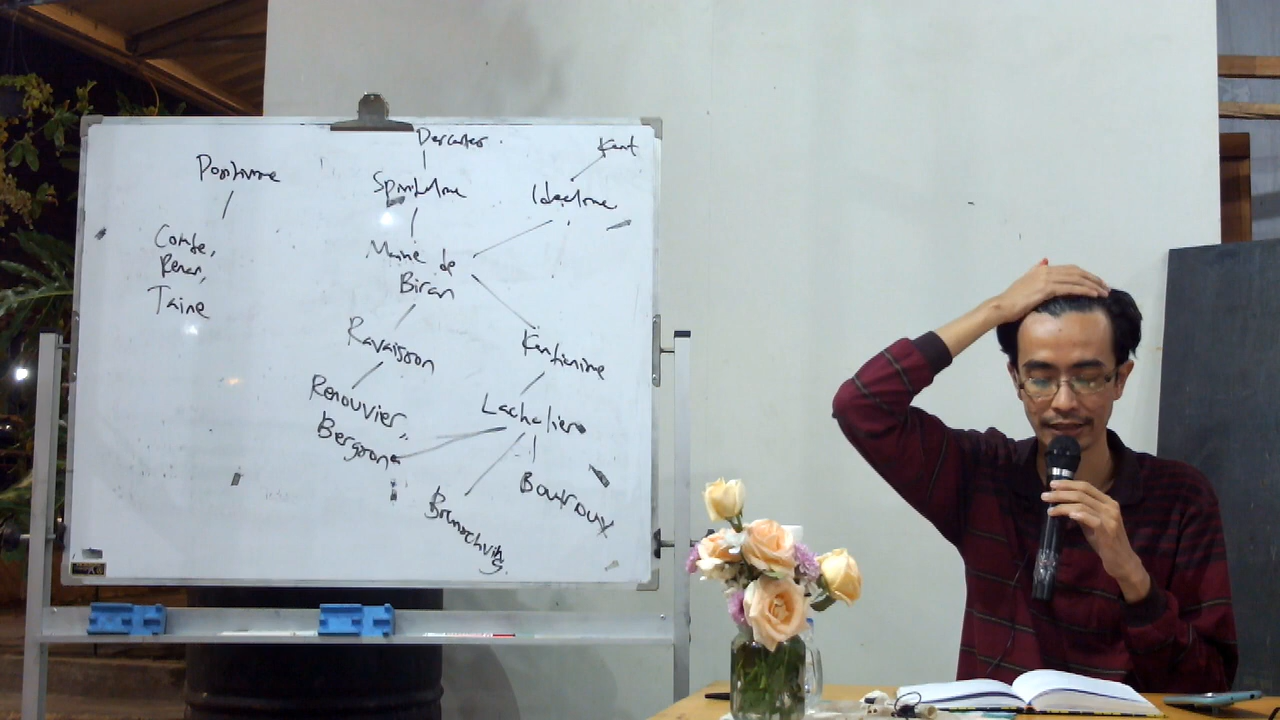 Positivisme
Comte,
Renan,
Taine
Descartes
Spiritualisme
Maine de
Biran
Ravaisson
Renouvier,
Bergson
Kant
Idealisme
Kantianisme
Lachelier
Boutroux
Brunschvicg.